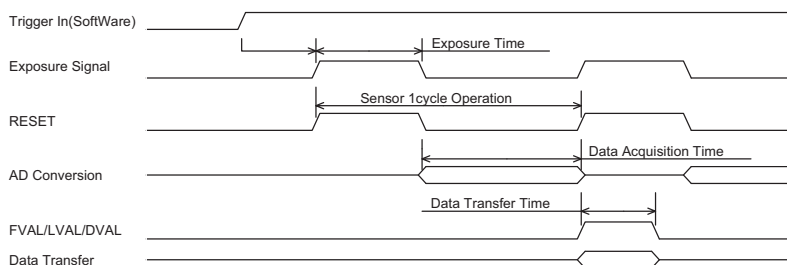 Trigger In(SoftWare)
Exposure Time
Exposure Signal
Sensor 1cycle Operation
RESET
Data Acquisition Time
AD Conversion
Data Transfer Time
FVAL/LVAL/DVAL
Data Transfer